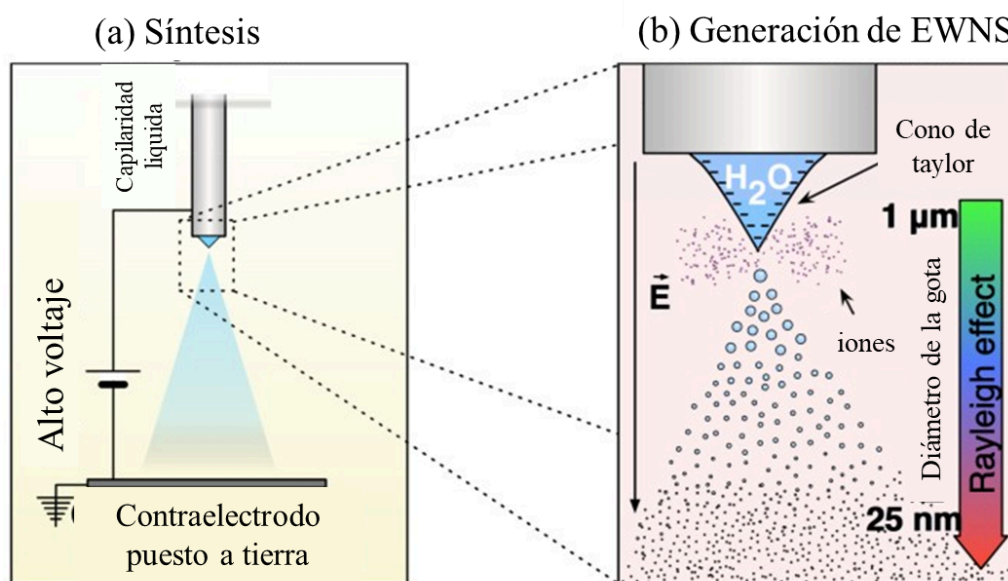 (a) Síntesis
Capilaridad
liquida
Alto voltaje
Contraelectrodo
puesto a tierra
(b) Generación de EWNS
H₂O
Cono de
taylor
1 μm
E
iones
Diámetro de la gota
Rayleigh effect
25 nm